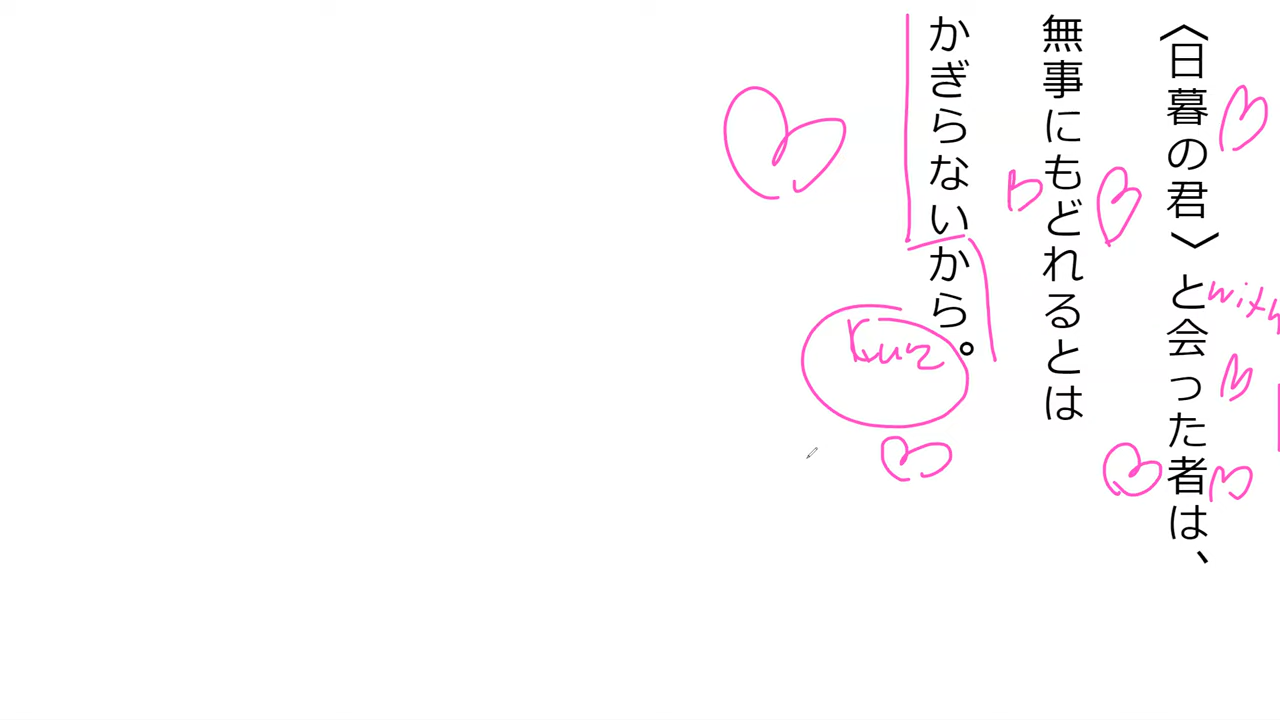 〈日暮の君〉と会った者は、
無事にもどれるとは
かぎらないから。
with